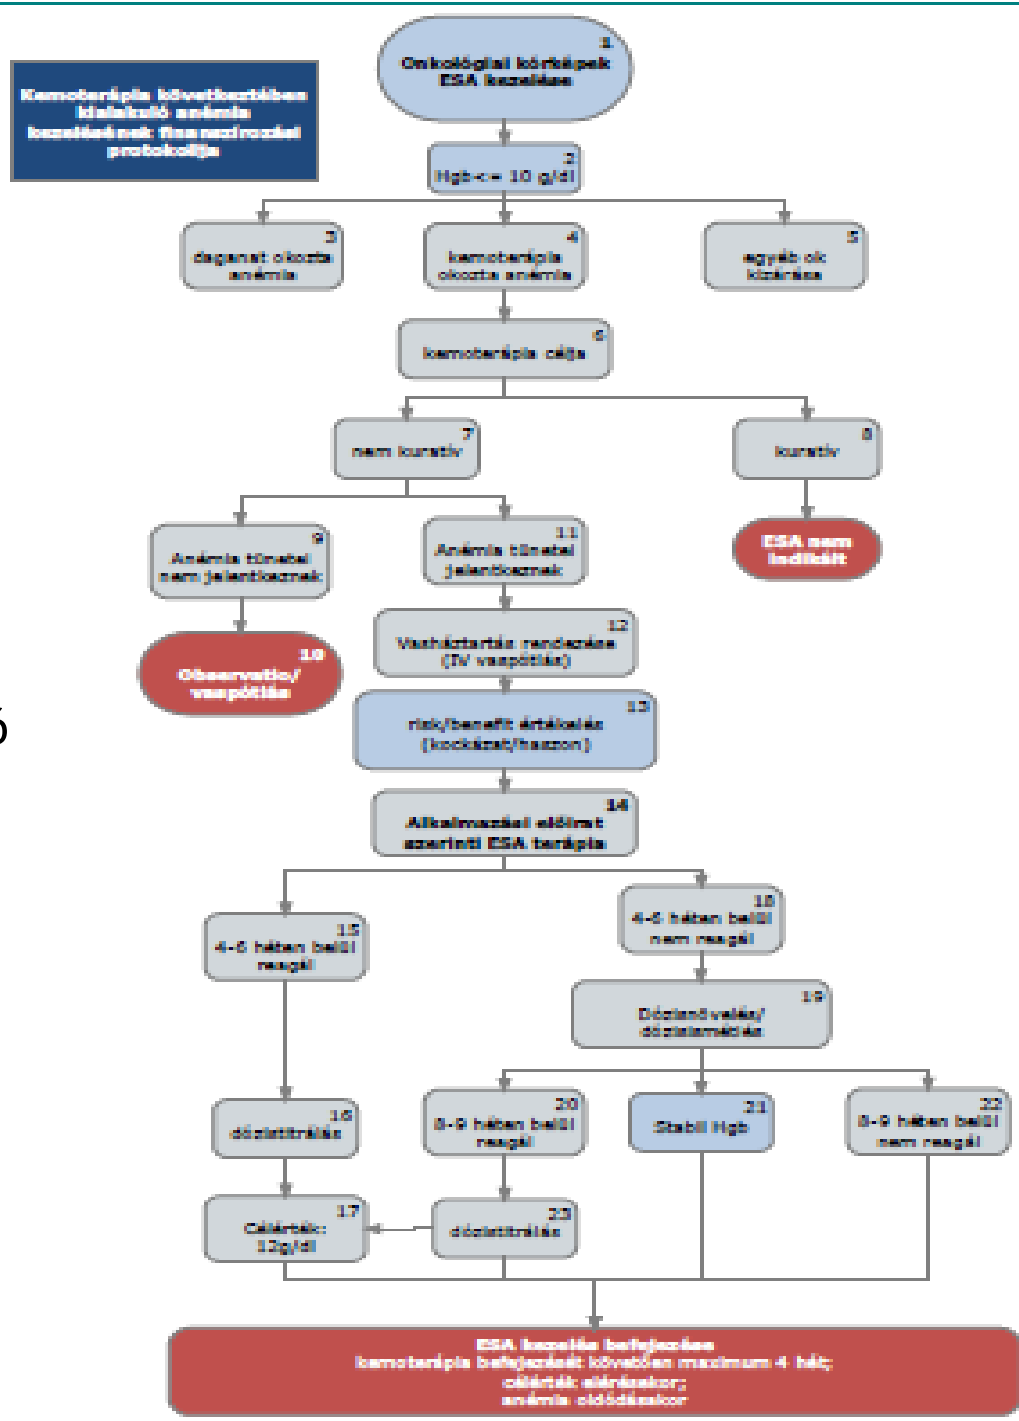 Kemoterápia következtében
kialakuló anémia
kezelésének finanszírozási
protokollja
1
Onkológiai kórképek
ESA kezelése
2
Hgb<= 10 g/dl
3
daganat okozta
anémia
4
kemoterápia
okozta anémia
5
egyéb ok
kizárása
6
kemoterápia célja
7
nem kuratív
8
kuratív
9
Anémia tünetei
nem jelentkeznek
11
Anémia tünetei
jelentkeznek
ESA nem
indikált
10
Observatio/
vaspótlás
12
Vasháztartás rendezése
(IV vaspótlás)
13
risk/benefit értékelés
(kockázat/haszon)
ó
14
Alkalmazási előirat
szerinti ESA terápia
15
4-6 héten belül
reagál
18
4-6 héten belül
nem reagál
19
Dózisnövelés/
dózisismétlés
16
dózistitrálás
20
8-9 héten belül
reagál
21
Stabil Hgb
22
8-9 héten belül
nem reagál
17
Célérték:
12g/dl
23
dózistitrálás
ESA kezelés befejezése
kemoterápia befejezését követően maximum 4 hét;
célérték elérésekor;
anémia oldódásakor